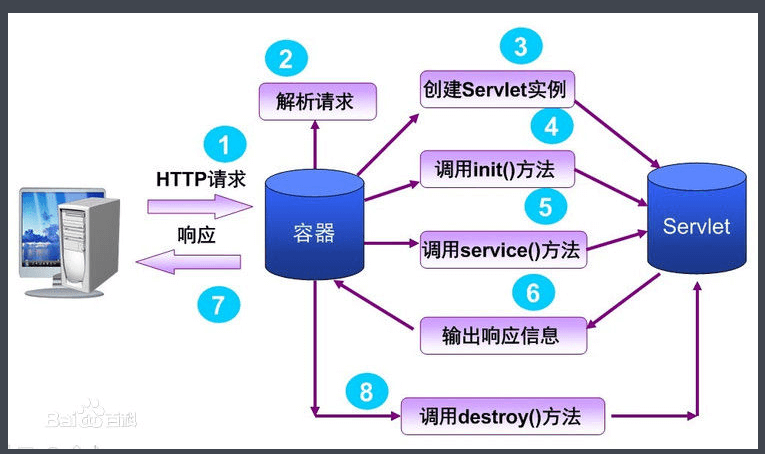 2
3
解析请求
创建Servlet实例
1
4
HTTP请求
调用init()方法
5
响应
容器
Servlet
调用service()方法
7
6
输出响应信息
8
Bai百科
调用destroy()方法